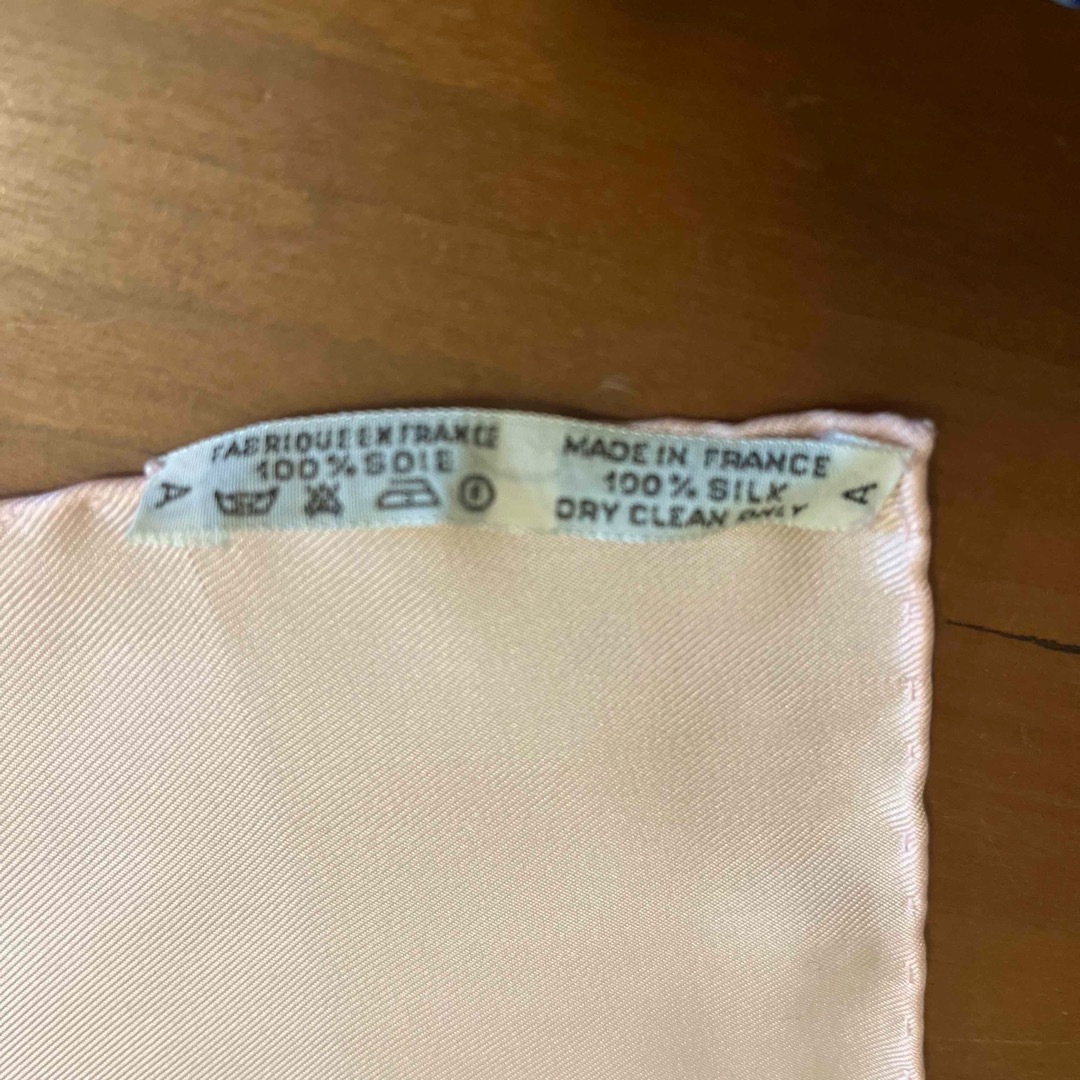 FABRIQUE EN FRANCE
100% SOIE
A
MADE IN FRANCE
100% SILK
DRY CLEAN ONLY
A